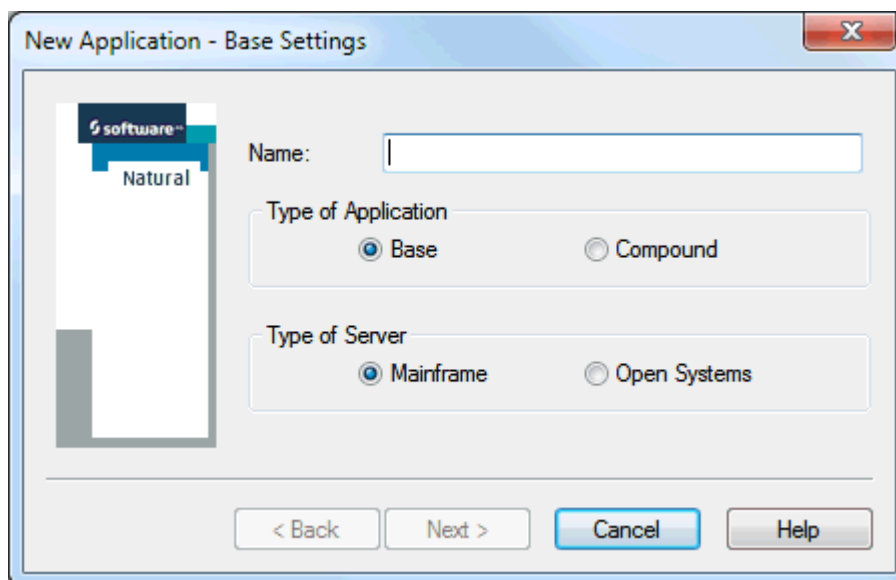 New Application - Base Settings
software AG
Natural
Name:
Type of Application
Base
Compound
Type of Server
Mainframe
Open Systems
< Back
Next >
Cancel
Help